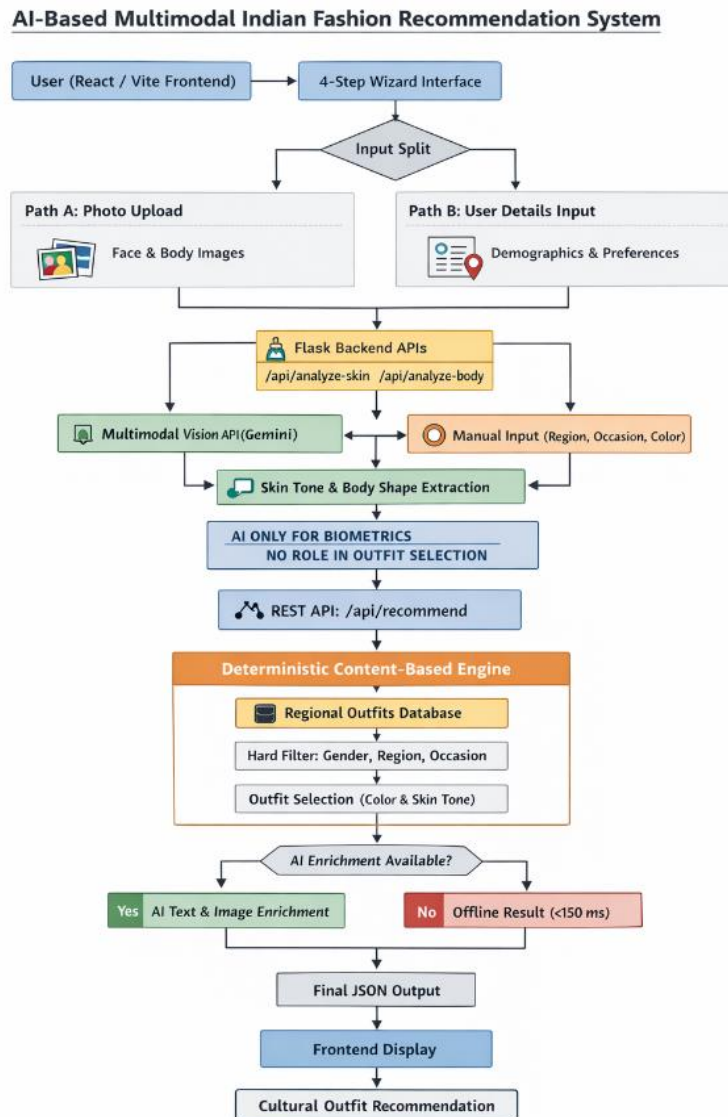 AI-Based Multimodal Indian Fashion Recommendation System
User (React / Vite Frontend)
4-Step Wizard Interface
Input Split
Path A: Photo Upload
Face & Body Images
Path B: User Details Input
Demographics & Preferences
Flask Backend APIs
/api/analyze-skin /api/analyze-body
Multimodal Vision API(Gemini)
Manual Input (Region, Occasion, Color)
Skin Tone & Body Shape Extraction
AI ONLY FOR BIOMETRICS
NO ROLE IN OUTFIT SELECTION
REST API: /api/recommend
Deterministic Content-Based Engine
Regional Outfits Database
Hard Filter: Gender, Region, Occasion
Outfit Selection (Color & Skin Tone)
AI Enrichment Available?
Yes AI Text & Image Enrichment
No Offline Result (<150 ms)
Final JSON Output
Frontend Display
Cultural Outfit Recommendation